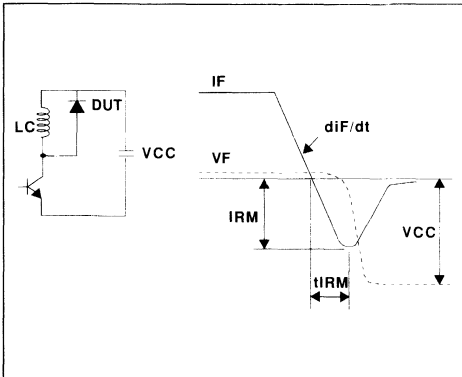 DUT
LC
VCC
IF
diF/dt
VF
IRM
VCC
tIRM